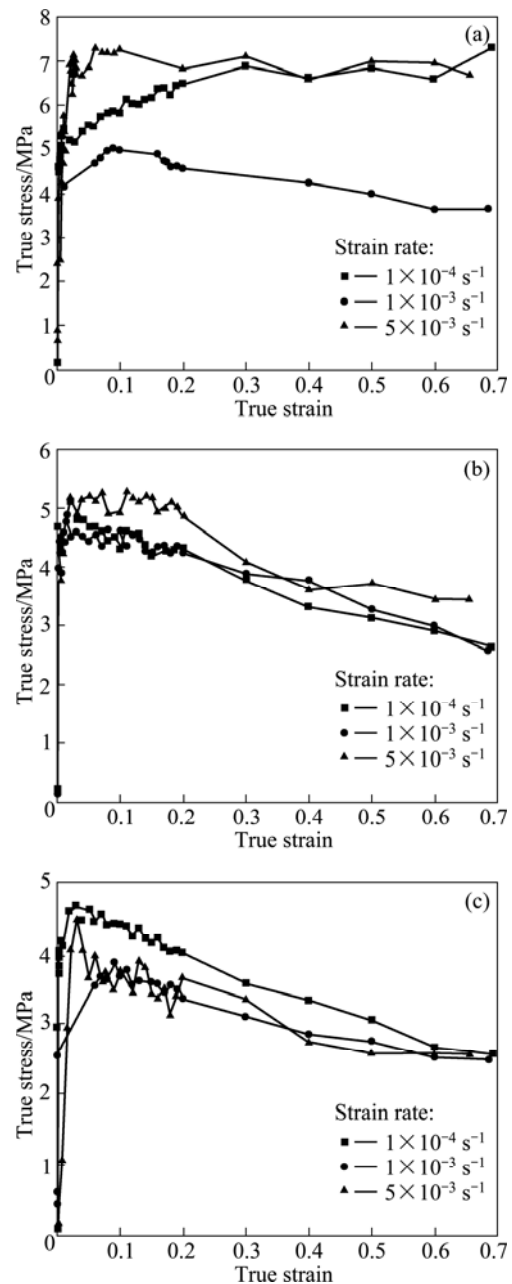 (a)
8
7
6
5
4
3
2
1
0
True stress/MPa
Strain rate:
1×10⁻⁴ s⁻¹
1×10⁻³ s⁻¹
5×10⁻³ s⁻¹
0.1 0.2 0.3 0.4 0.5 0.6 0.7
True strain
(b)
6
5
4
3
2
1
0
True stress/MPa
Strain rate:
1×10⁻⁴ s⁻¹
1×10⁻³ s⁻¹
5×10⁻³ s⁻¹
0.1 0.2 0.3 0.4 0.5 0.6 0.7
True strain
(c)
5
4
3
2
1
0
True stress/MPa
Strain rate:
1×10⁻⁴ s⁻¹
1×10⁻³ s⁻¹
5×10⁻³ s⁻¹
0.1 0.2 0.3 0.4 0.5 0.6 0.7
True strain